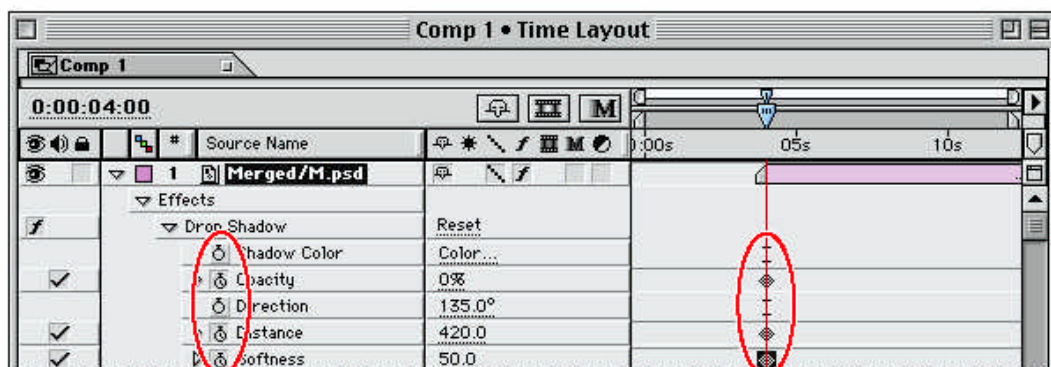 Comp 1 • Time Layout
Comp 1
0:00:04:00
M
# Source Name f M :00s 05s 10s
1 Merged/M.psd f
Effects
f Drop Shadow Reset
Shadow Color Color...
Opacity 0%
Direction 135.0°
Distance 420.0
Softness 50.0